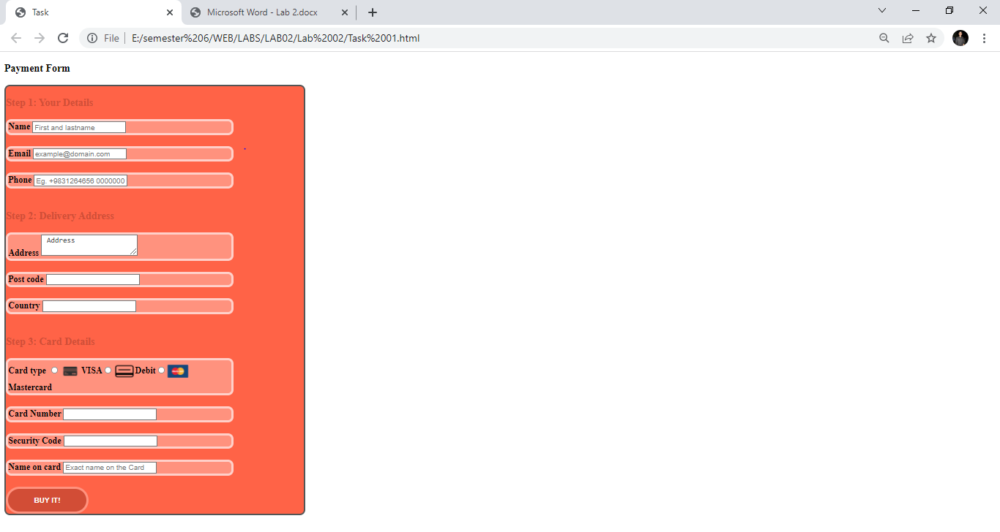 Task
Microsoft Word - Lab 2.docx
File | E:/semester%206/WEB/LABS/LAB02/Lab%2002/Task%2001.html
Payment Form
Step 1: Your Details
Name First and lastname
Email example@domain.com
Phone Eg. +9831264656 0000000
Step 2: Delivery Address
Address
Address
Post code
Country
Step 3: Card Details
Card type VISA Debit
Mastercard
Card Number
Security Code
Name on card Exact name on the Card
BUY IT!